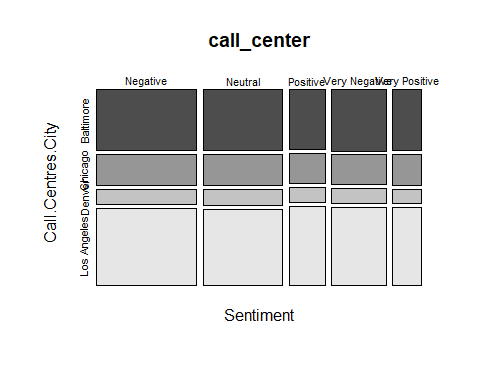 call_center
Negative
Neutral
Positive
Very Negative
Very Positive
Baltimore
Chicago
Denver
Los Angeles
Call.Centres.City
Sentiment